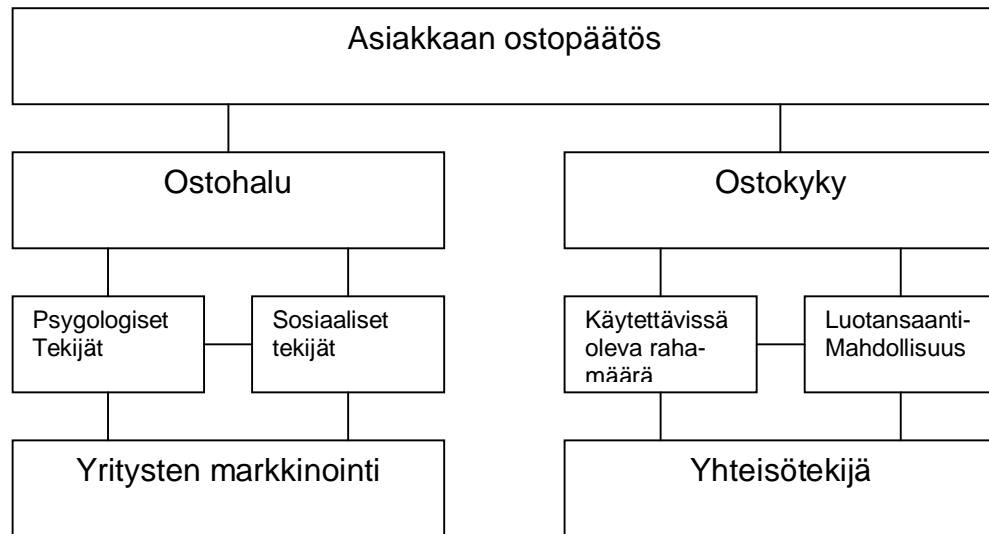 Asiakkaan ostopäätös
Ostohalu
Ostokyky
Psygologiset
Tekijät
Sosiaaliset
tekijät
Käytettävissä
oleva raha-
määrä
Luotansaanti-
Mahdollisuus
Yritysten markkinointi
Yhteisötekijä